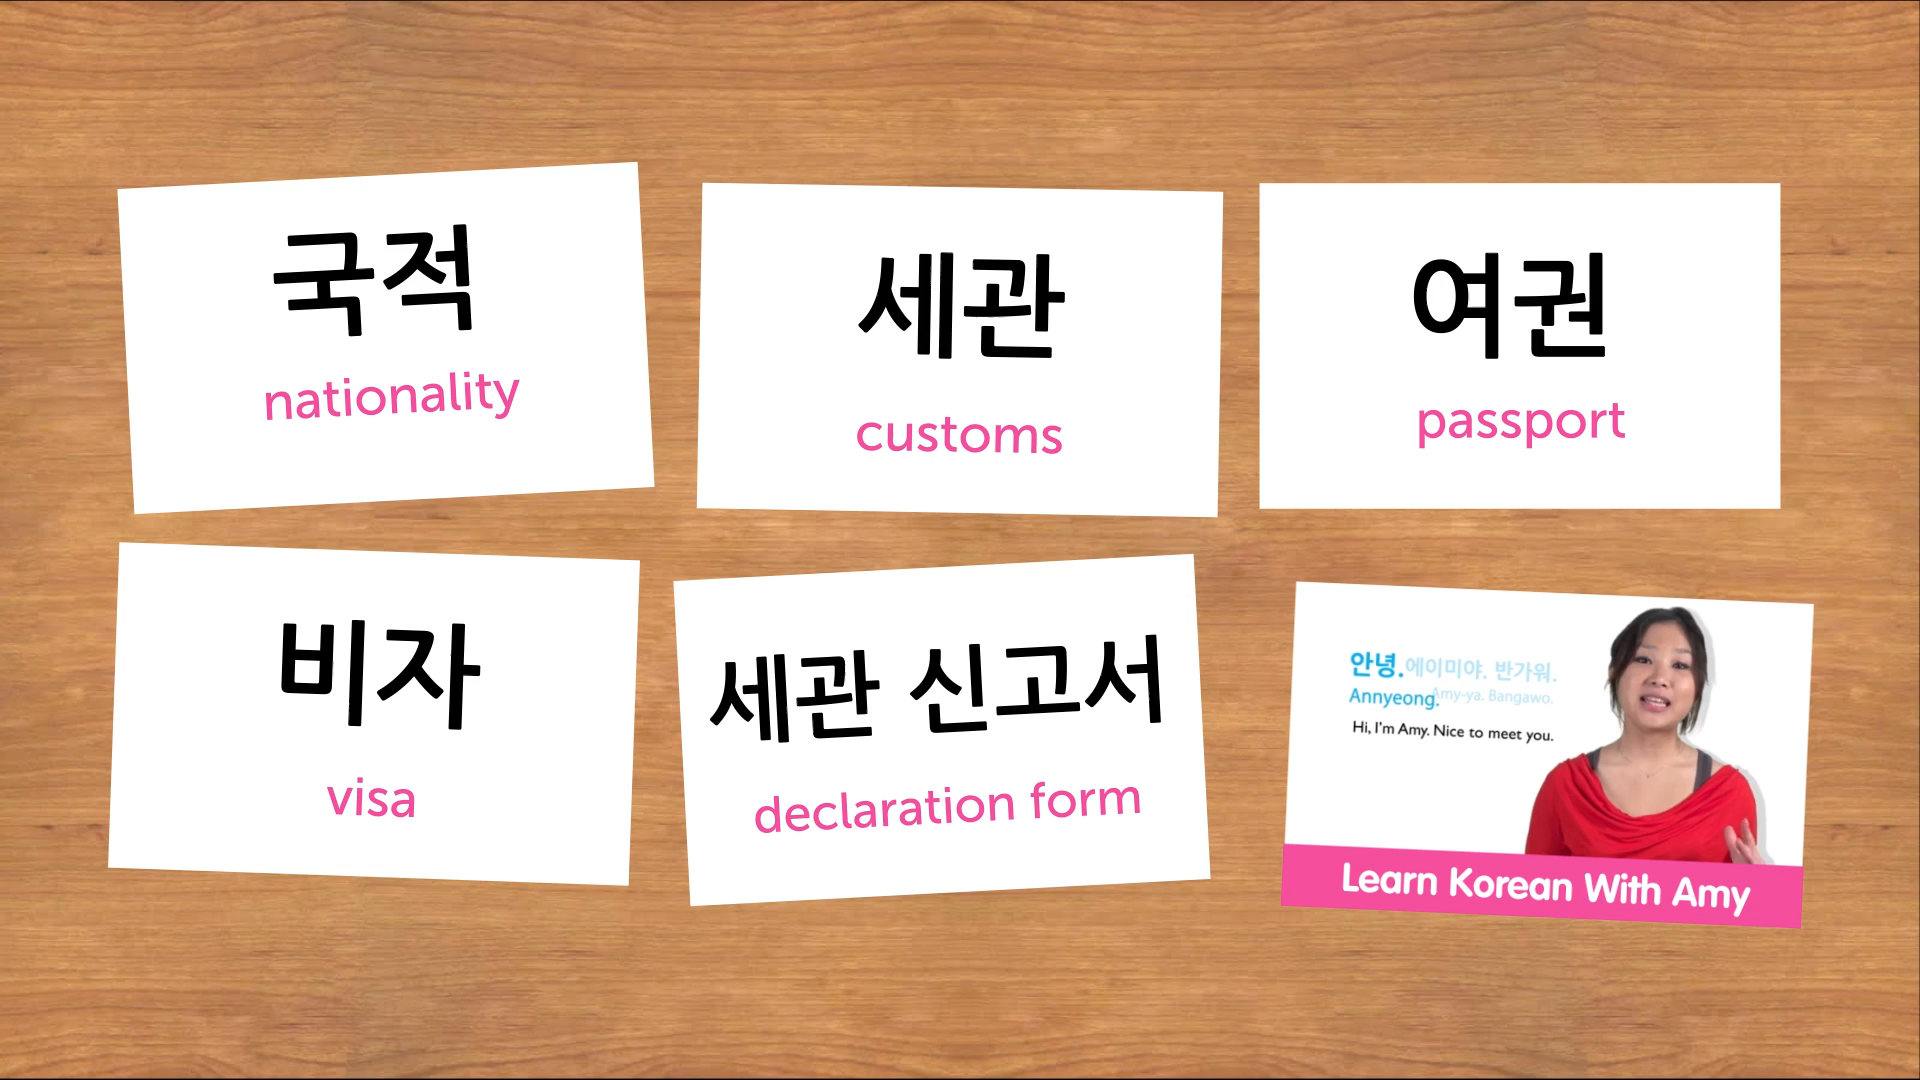 국적
nationality
세관
customs
여권
passport
비자
visa
세관 신고서
declaration form
안녕.에이미야. 반가워.
Annyeong.Amy-ya. Bangawo.
Hi, I'm Amy. Nice to meet you.
Learn Korean With Amy